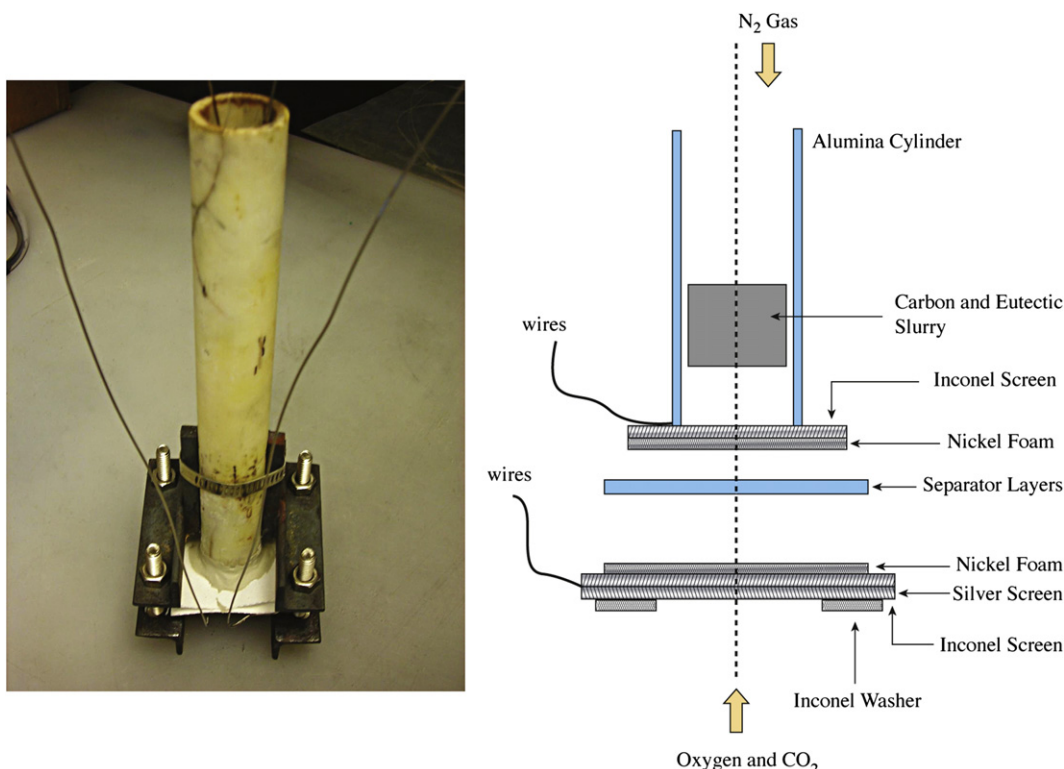 N2 Gas
Alumina Cylinder
Carbon and Eutectic
Slurry
wires
Inconel Screen
Nickel Foam
wires
Separator Layers
Nickel Foam
Silver Screen
Inconel Screen
Inconel Washer
Oxygen and CO2